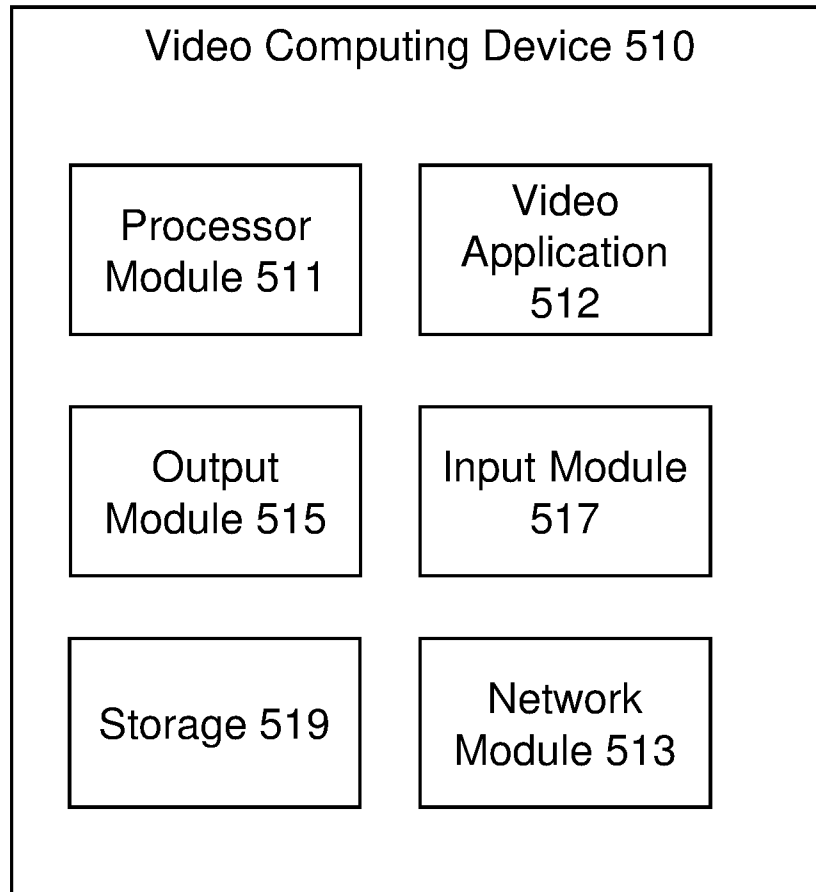 Video Computing Device 510
Processor
Module 511
Video
Application
512
Output
Module 515
Input Module
517
Storage 519
Network
Module 513